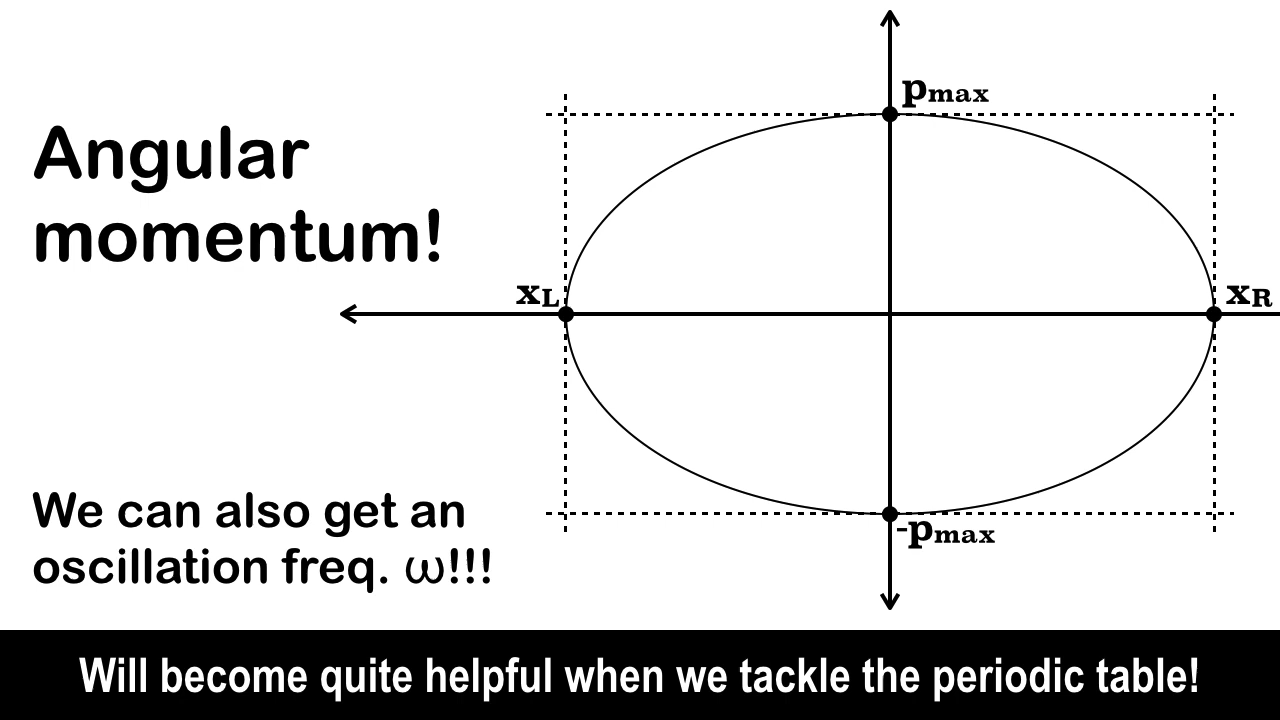 Angular
momentum!
pmax
xL
xR
We can also get an
oscillation freq. ω!!!
-pmax
Will become quite helpful when we tackle the periodic table!